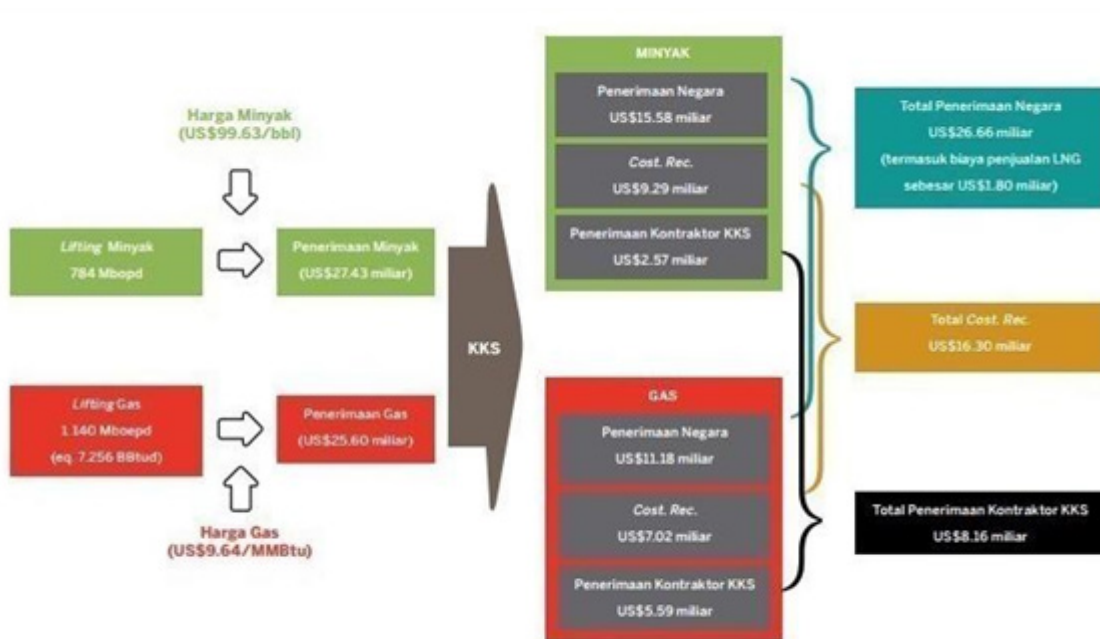 Harga Minyak
(US$99.63/bbl)
Lifting Minyak
784 Mbopd
Penerimaan Minyak
(US$27.43 miliar)
Lifting Gas
1.140 Mboepd
(eq. 7.256 BBtud)
Penerimaan Gas
(US$25.60 miliar)
Harga Gas
(US$9.64/MMBtu)
KKS
MINYAK
Penerimaan Negara
US$15.58 miliar
Cost. Rec.
US$9.29 miliar
Penerimaan Kontraktor KKS
US$2.57 miliar
GAS
Penerimaan Negara
US$11.18 miliar
Cost. Rec.
US$7.02 miliar
Penerimaan Kontraktor KKS
US$5.59 miliar
Total Penerimaan Negara
US$26.66 miliar
(termasuk biaya penjualan LNG
sebesar US$1.80 miliar)
Total Cost. Rec.
US$16.30 miliar
Total Penerimaan Kontraktor KKS
US$8.16 miliar